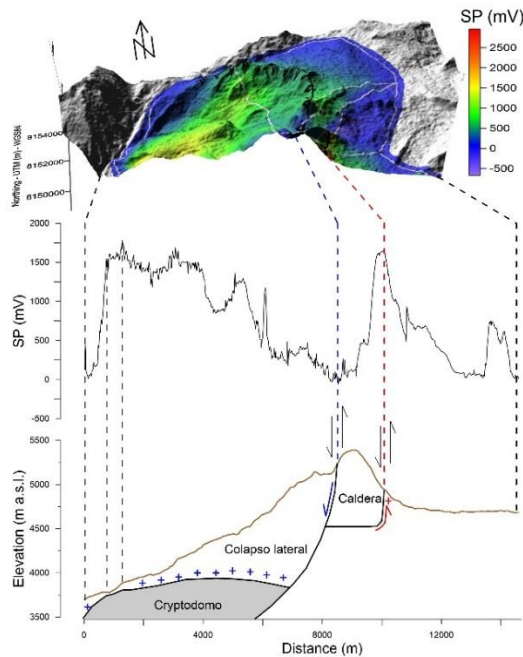 SP (mV)
N
2500
2000
1500
1000
500
0
-500
8154000
8152000
8150000
Northing - UTM (m) - WGS84
2000
1500
1000
500
0
-500
SP (mV)
5500
5000
4500
4000
3500
Elevation (m a.s.l.)
Caldera
Colapso lateral
Cryptodomo
0
4000
8000
12000
Distance (m)